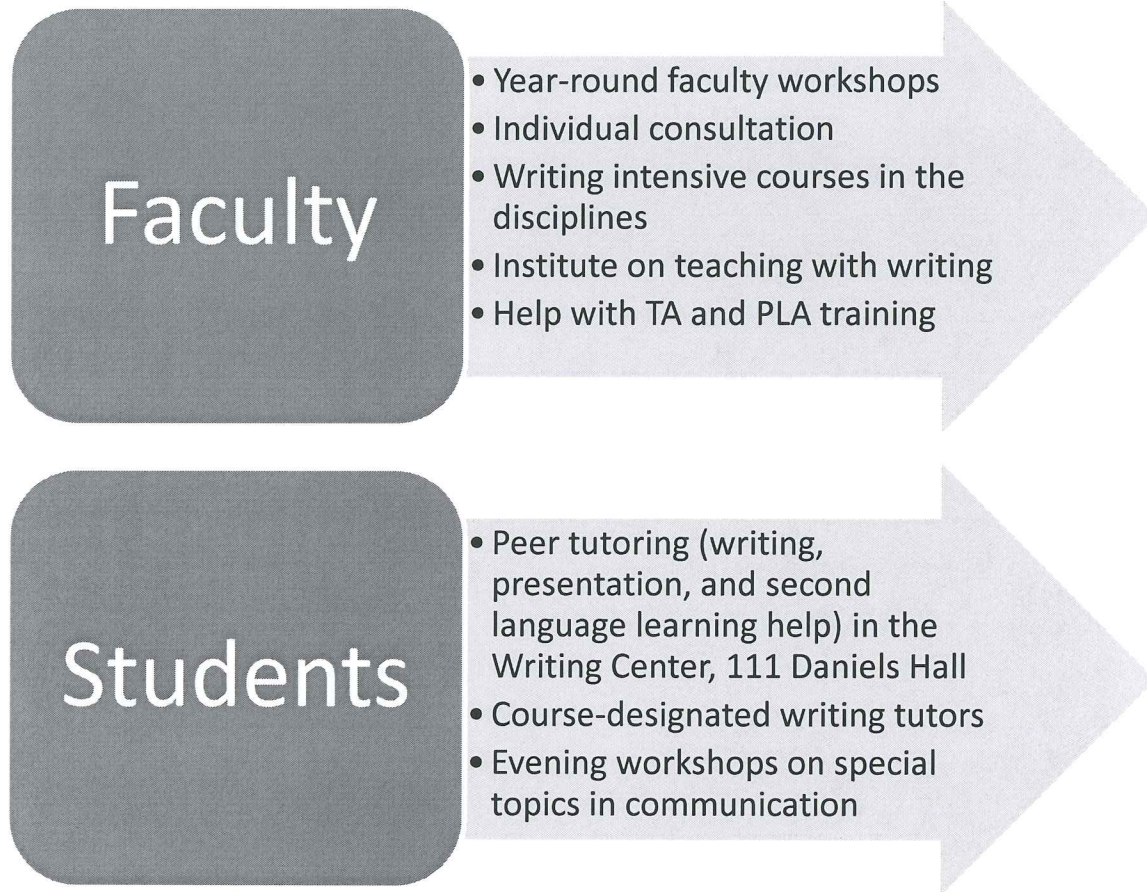 Faculty
• Year-round faculty workshops
• Individual consultation
• Writing intensive courses in the
disciplines
• Institute on teaching with writing
• Help with TA and PLA training
Students
• Peer tutoring (writing,
presentation, and second
language learning help) in the
Writing Center, 111 Daniels Hall
• Course-designated writing tutors
• Evening workshops on special
topics in communication